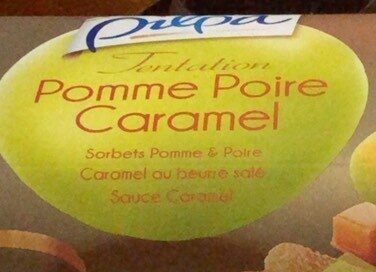 Pilpa
Tentation
Pomme Poire
Caramel
Sorbets Pomme & Poire
Caramel au beurre salé
Sauce Caramel